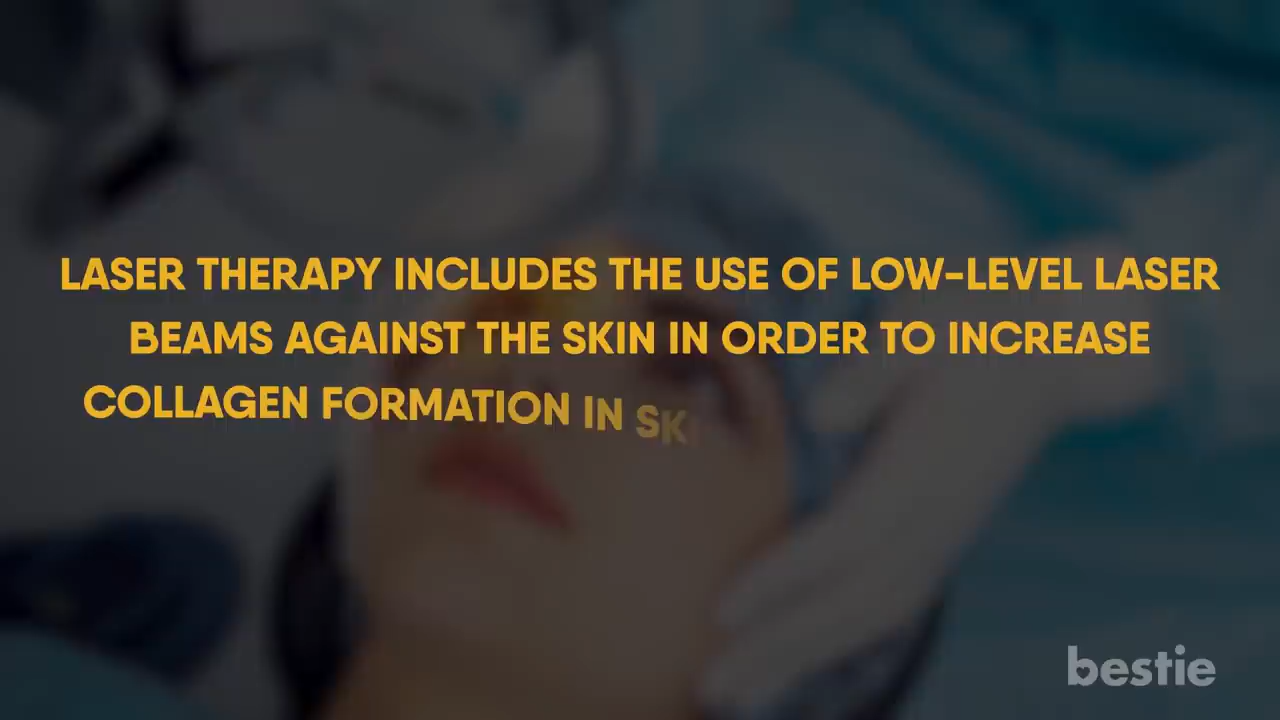 LASER THERAPY INCLUDES THE USE OF LOW-LEVEL LASER
BEAMS AGAINST THE SKIN IN ORDER TO INCREASE
COLLAGEN FORMATION IN
bestie